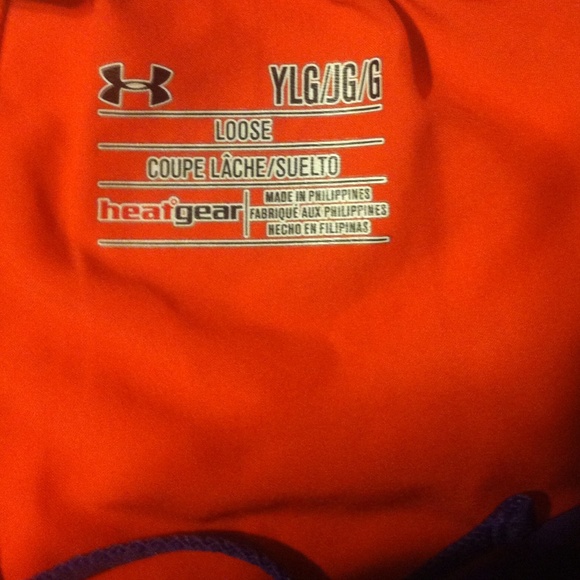 YLG/JG/G
LOOSE
COUPE LÂCHE/SUELTO
heatgear
MADE IN PHILIPPINES
FABRIQUÉ AUX PHILIPPINES
HECHO EN FILIPINAS